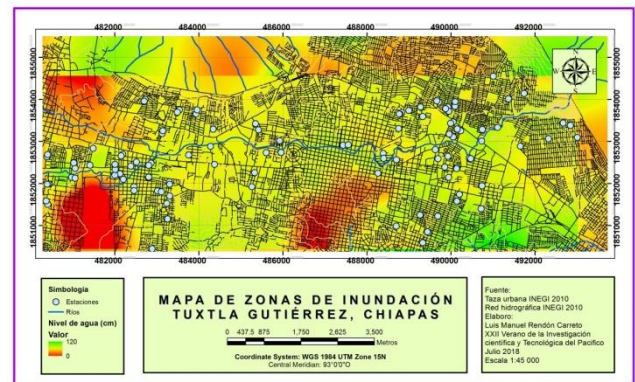 482000 484000 486000 488000 490000 492000
1855000
1854000
1853000
1852000
1851000
1855000
1854000
1853000
1852000
1851000
N
W E
S
482000 484000 486000 488000 490000 492000
Simbología
Estaciones
Ríos
Nivel de agua (cm)
Valor
120
0
MAPA DE ZONAS DE INUNDACIÓN
TUXTLA GUTIÉRREZ, CHIAPAS
0 437.5 875 1,750 2,625 3,500
Metros
Coordinate System: WGS 1984 UTM Zone 15N
Central Meridian: 93°0'0"O
Fuente:
Taza urbana INEGI 2010
Red hidrográfica INEGI 2010
Elaboro:
Luis Manuel Rendón Carreto
XXII Verano de la Investigación
científica y Tecnológica del Pacifico
Julio 2018
Escala 1:45 000